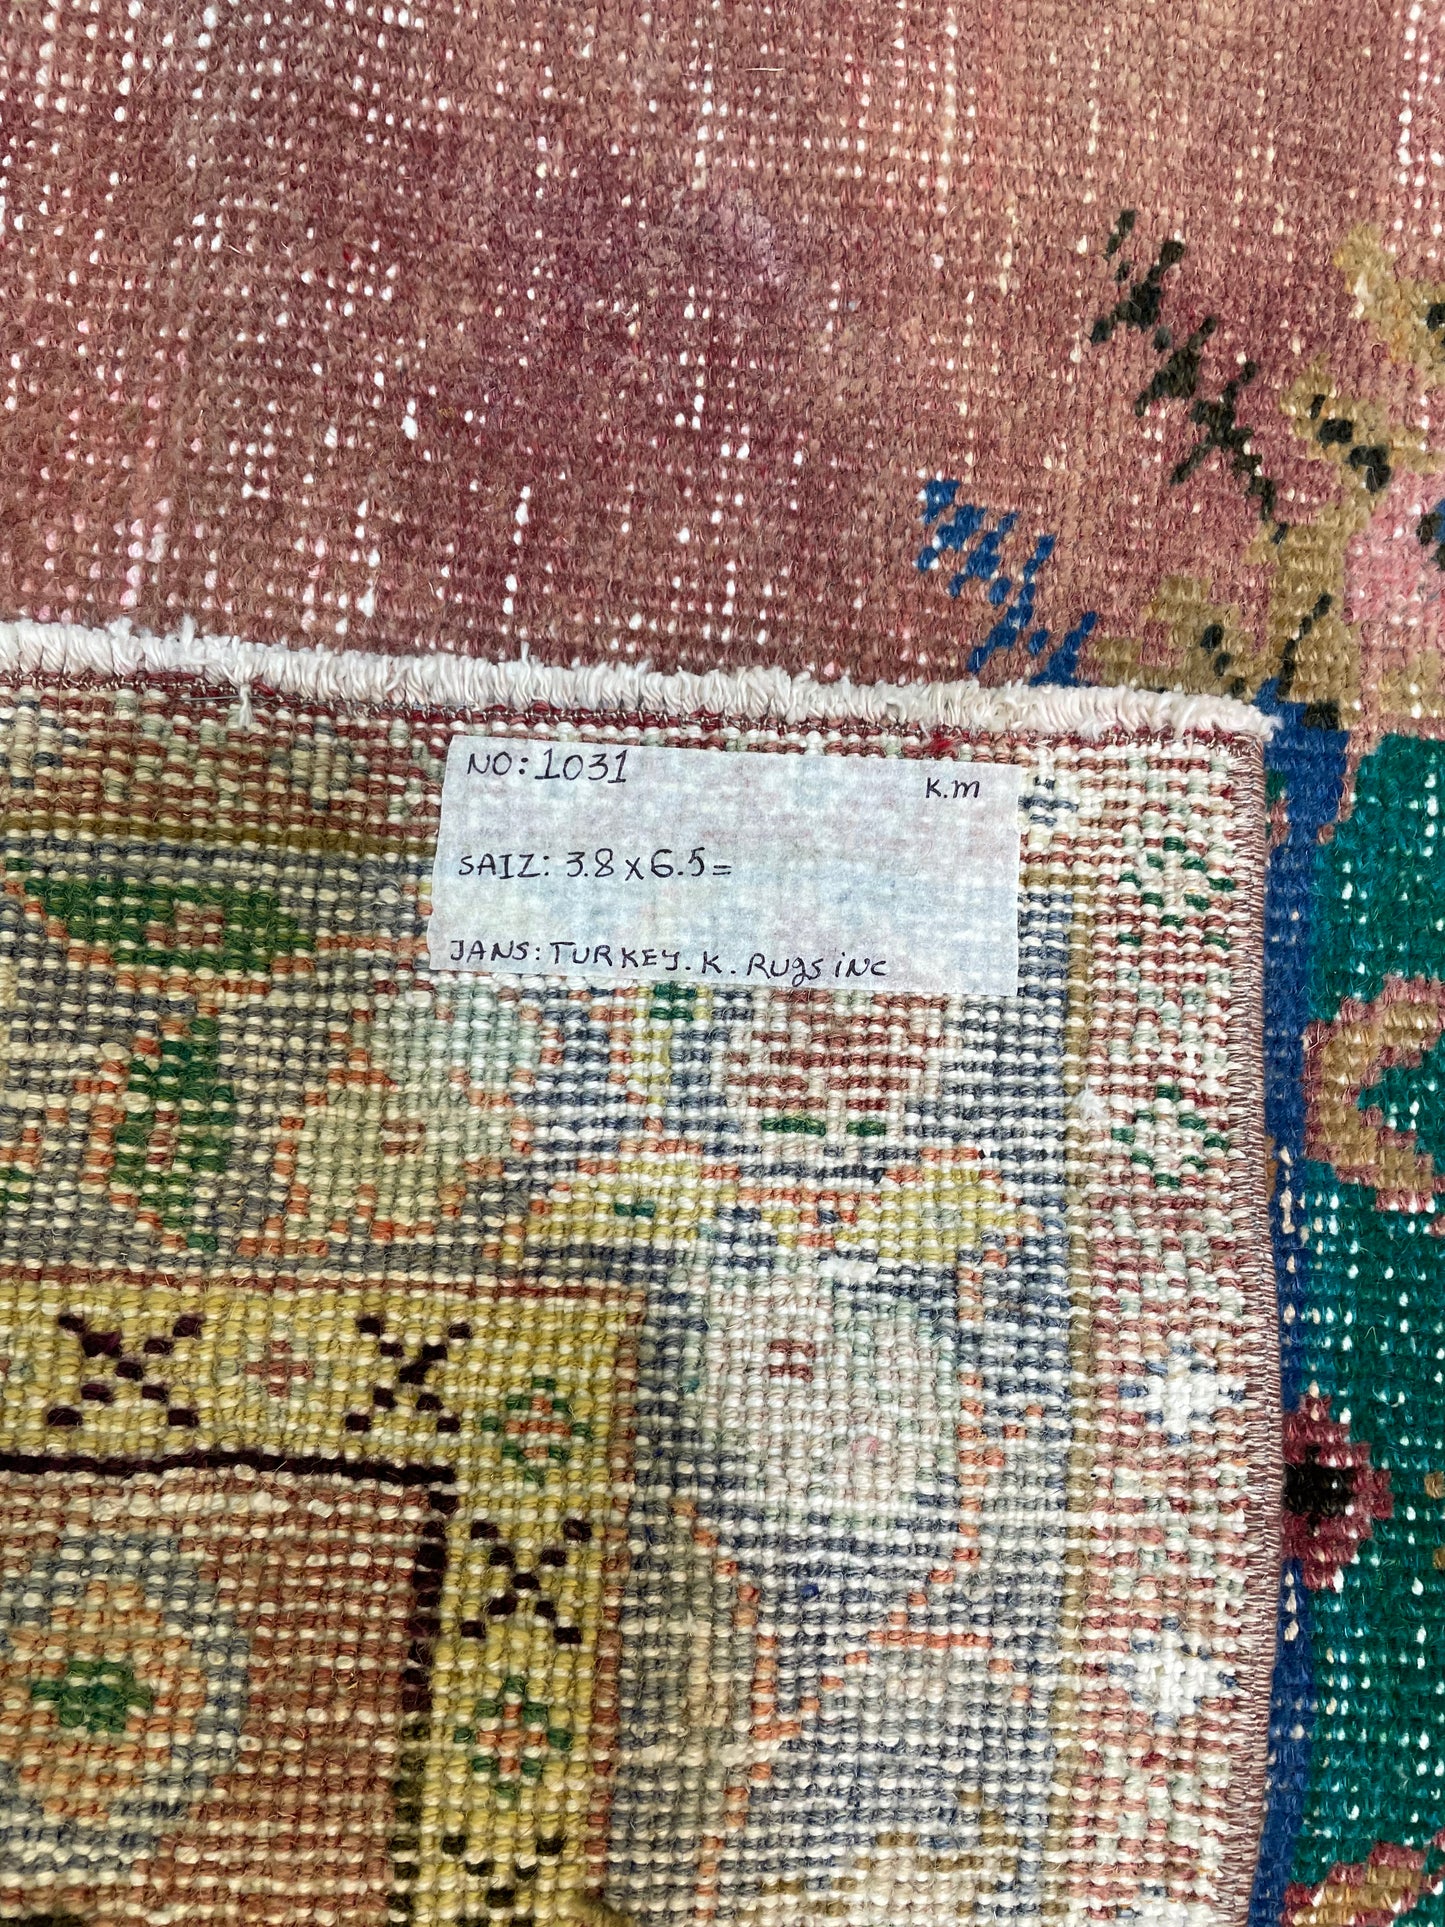 NO: 1031 K.m
SAIZ: 3.8 x 6.5 =
JANS: TURKEY. K. Rugs inc